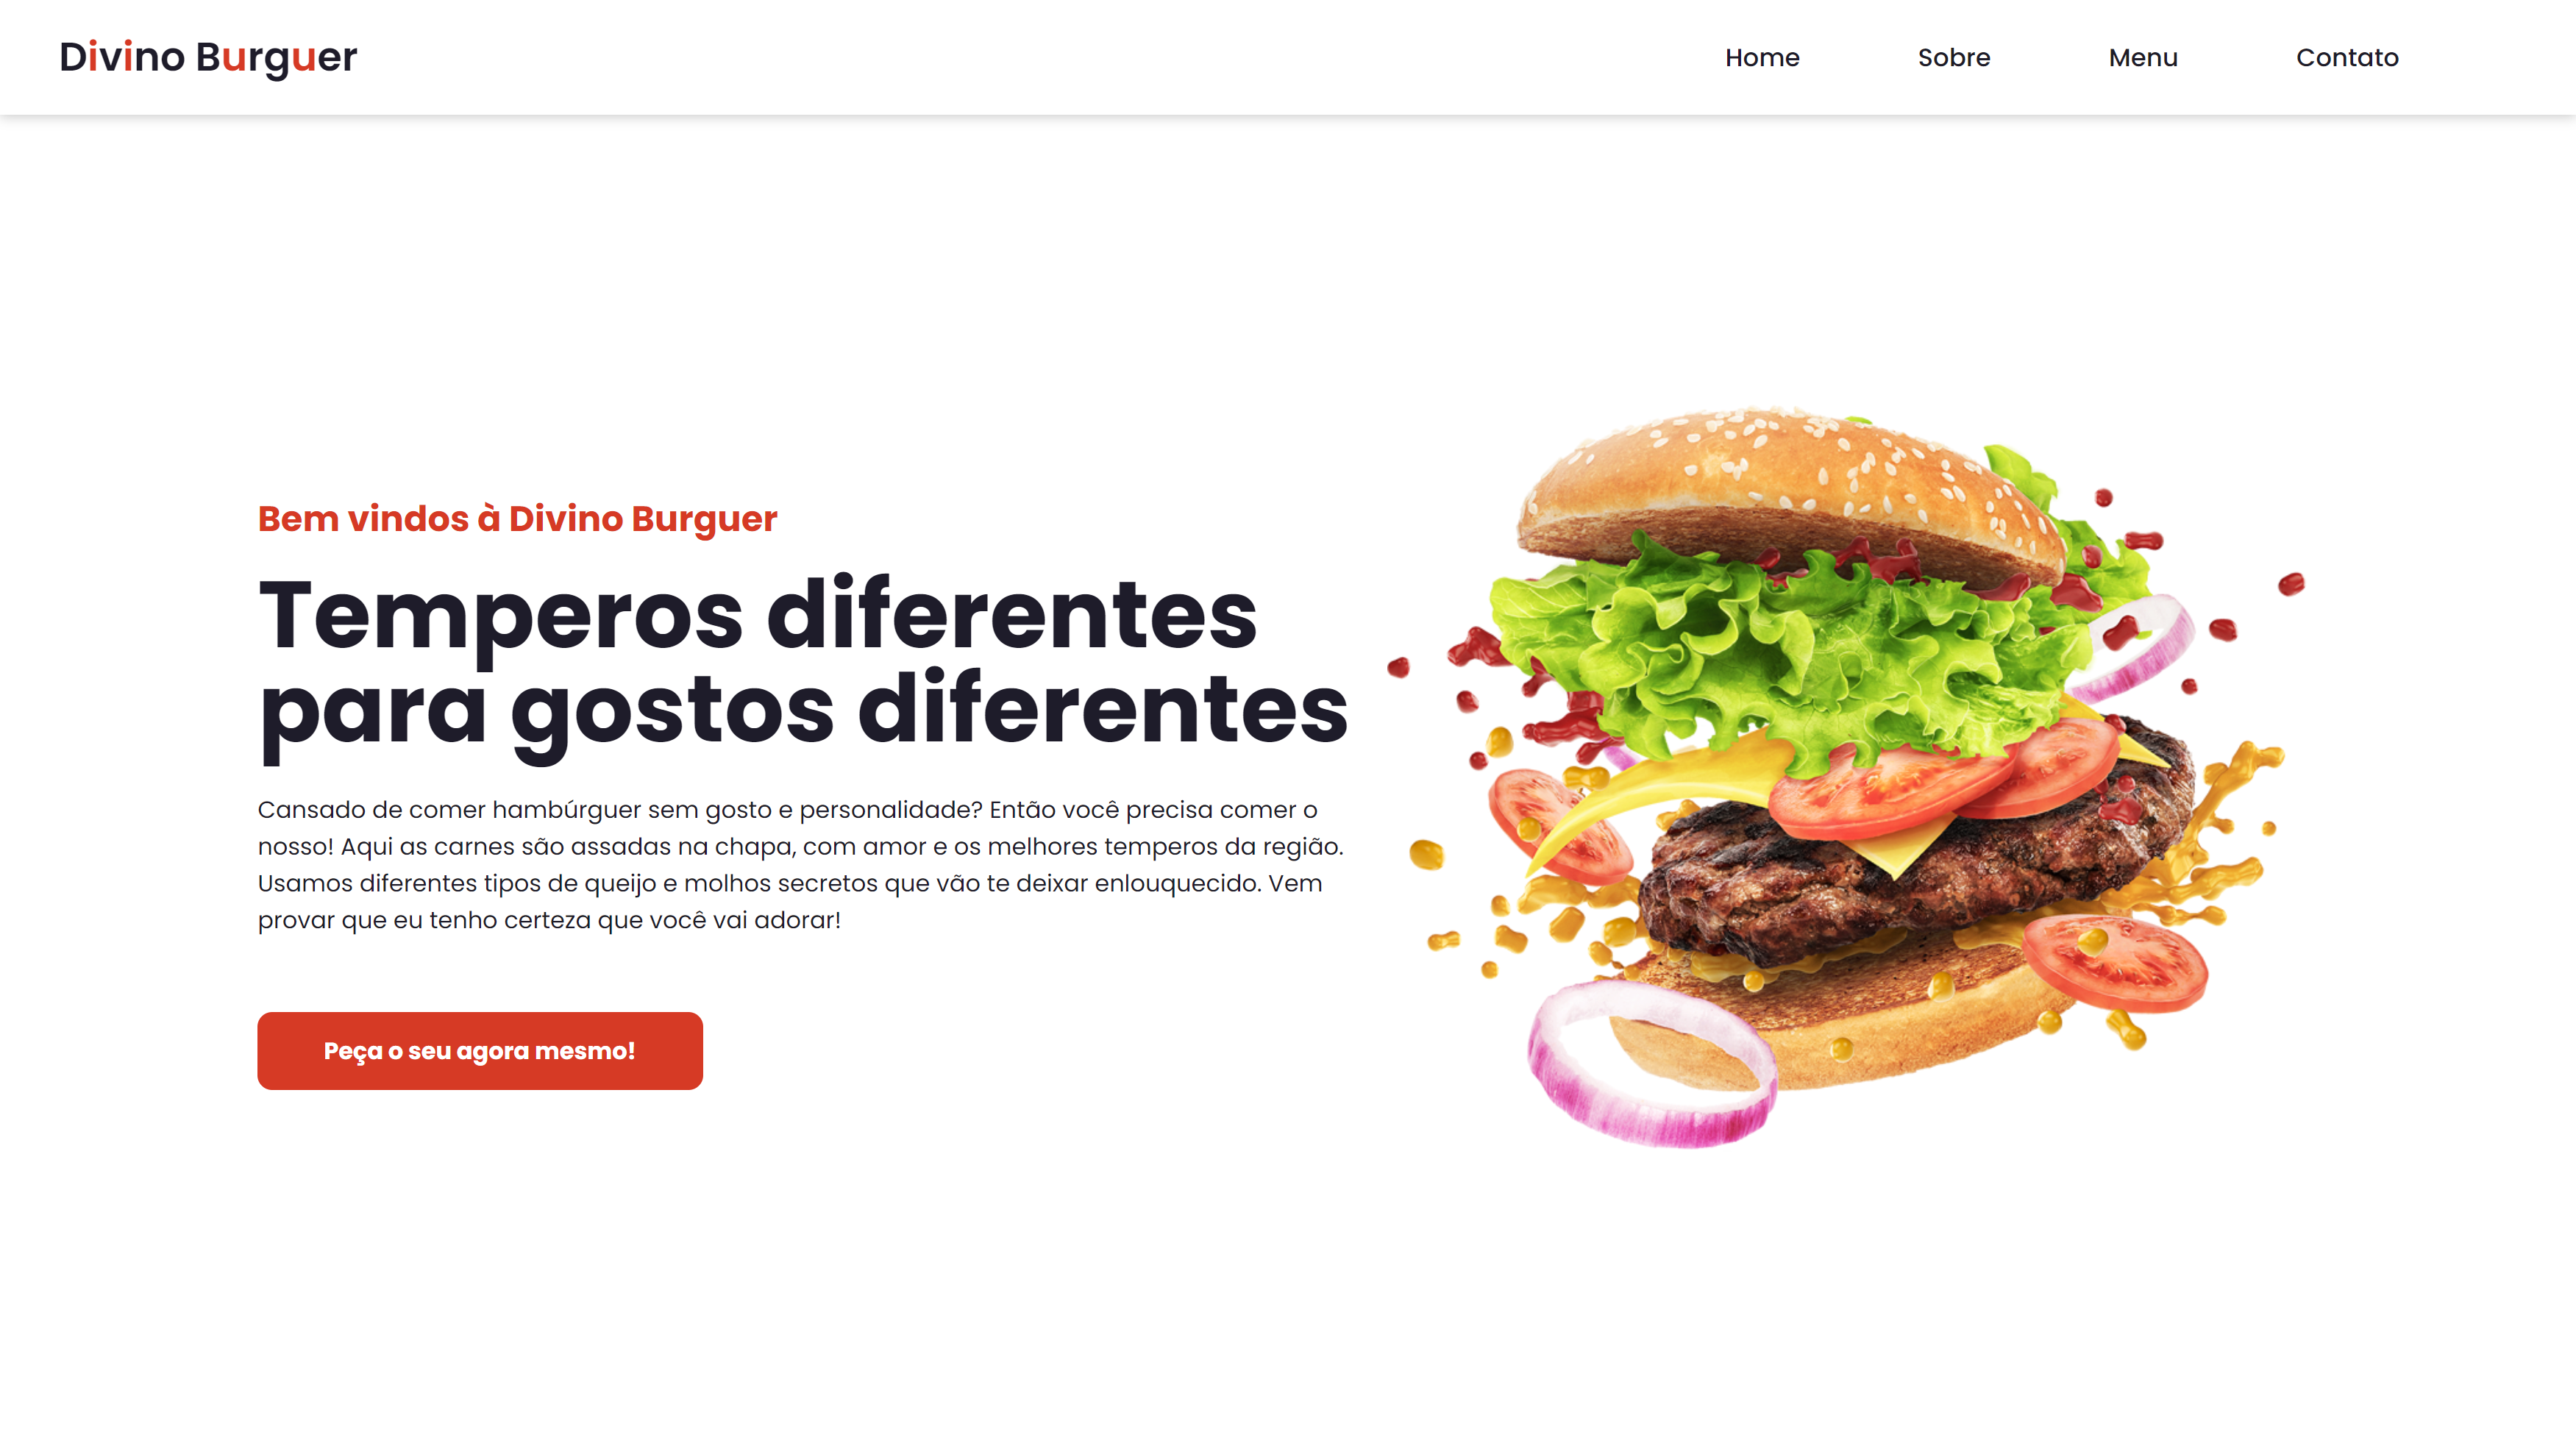 Divino Burguer
Home
Sobre
Menu
Contato
Bem vindos à Divino Burguer
Temperos diferentes
para gostos diferentes
Cansado de comer hambúrguer sem gosto e personalidade? Então você precisa comer o
nosso! Aqui as carnes são assadas na chapa, com amor e os melhores temperos da região.
Usamos diferentes tipos de queijo e molhos secretos que vão te deixar enlouquecido. Vem
provar que eu tenho certeza que você vai adorar!
Peça o seu agora mesmo!